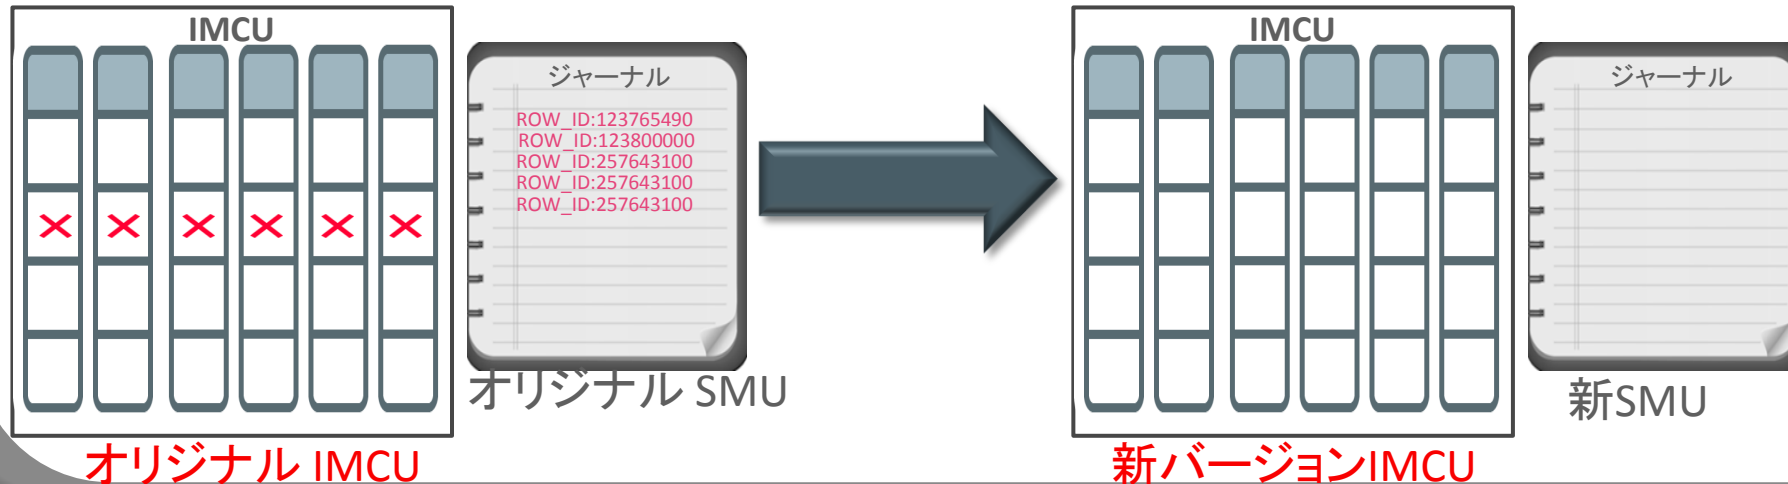 IMCU
ジャーナル
ROW_ID:123765490
ROW_ID:123800000
ROW_ID:257643100
ROW_ID:257643100
ROW_ID:257643100
オリジナル SMU
オリジナル IMCU
IMCU
ジャーナル
新SMU
新バージョンIMCU